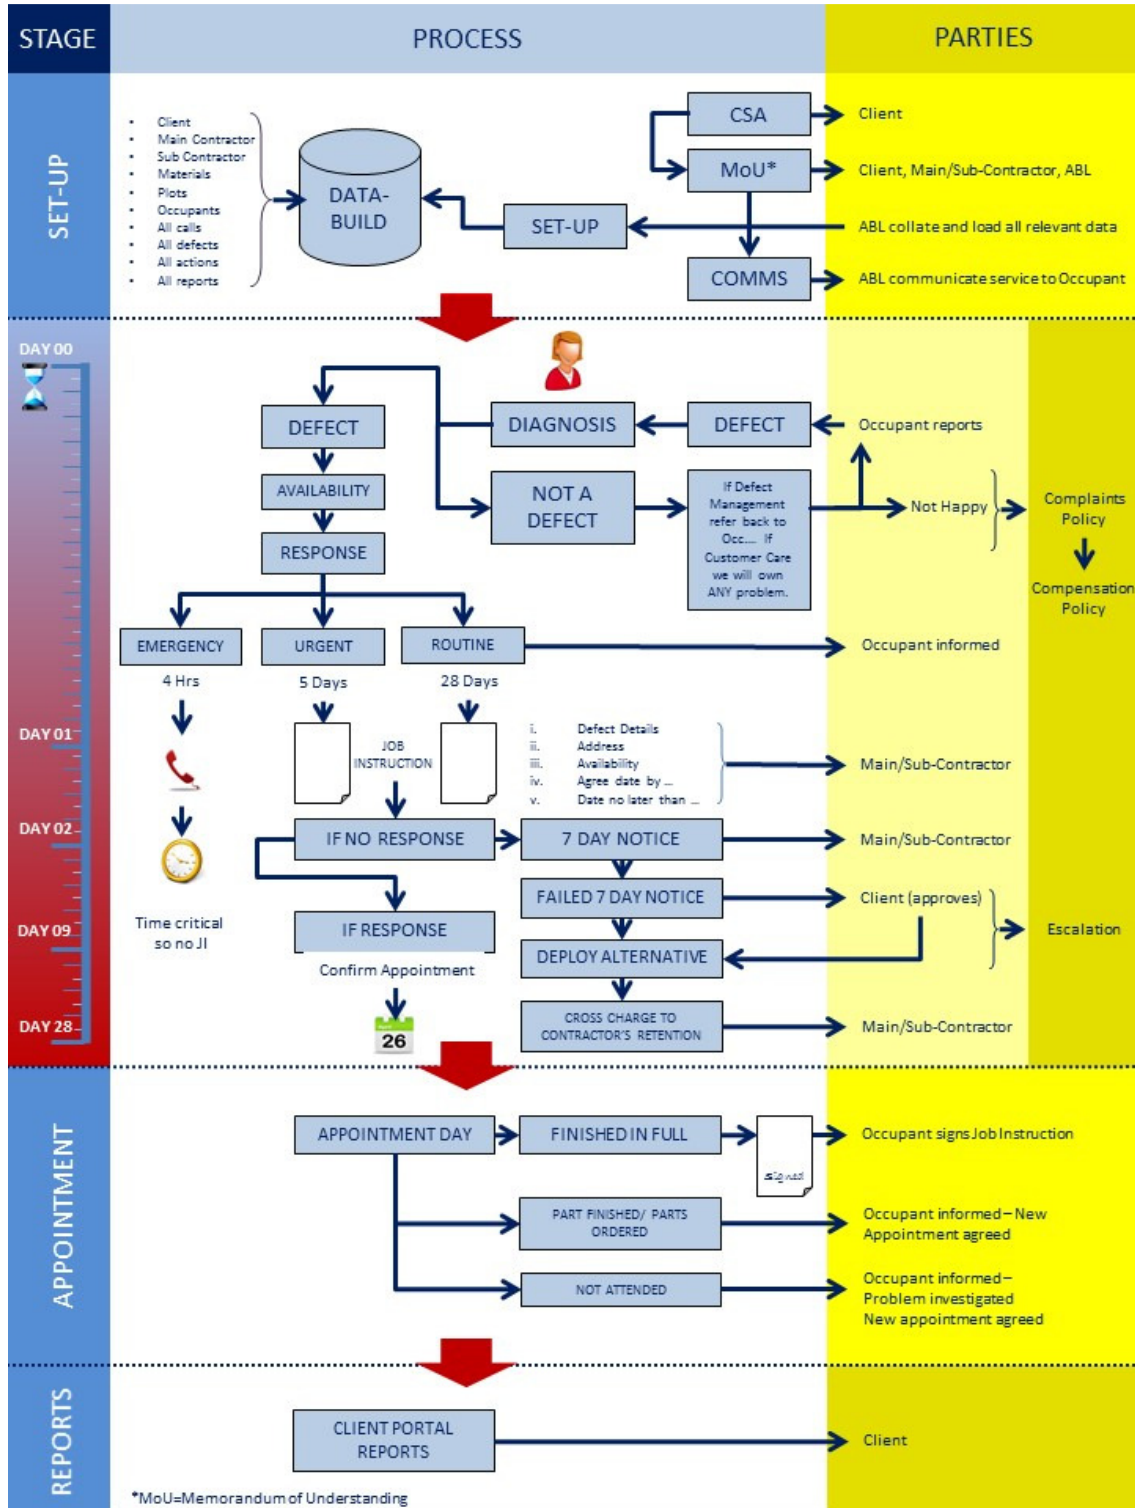 STAGE
PROCESS
PARTIES
SET-UP
• Client
• Main Contractor
• Sub Contractor
• Materials
• Plots
• Occupants
• All calls
• All defects
• All actions
• All reports
DATA-
BUILD
SET-UP
CSA
MoU*
COMMS
Client
Client, Main/Sub-Contractor, ABL
ABL collate and load all relevant data
ABL communicate service to Occupant
DAY 00
DAY 01
DAY 02
DAY 09
DAY 28
DEFECT
DIAGNOSIS
DEFECT
Occupant reports
AVAILABILITY
NOT A
DEFECT
If Defect
Management
refer back to
Occ.... If
Customer Care
we will own
ANY problem.
Not Happy
Complaints
Policy
Compensation
Policy
RESPONSE
EMERGENCY
URGENT
ROUTINE
Occupant informed
4 Hrs
5 Days
28 Days
JOB
INSTRUCTION
i. Defect Details
ii. Address
iii. Availability
iv. Agree date by ...
v. Date no later than ...
Main/Sub-Contractor
IF NO RESPONSE
7 DAY NOTICE
Main/Sub-Contractor
Time critical
so no JI
FAILED 7 DAY NOTICE
Client (approves)
IF RESPONSE
Escalation
DEPLOY ALTERNATIVE
Confirm Appointment
April
26
CROSS CHARGE TO
CONTRACTOR'S RETENTION
Main/Sub-Contractor
APPOINTMENT
APPOINTMENT DAY
FINISHED IN FULL
signed
Occupant signs Job Instruction
PART FINISHED/ PARTS
ORDERED
Occupant informed – New
Appointment agreed
NOT ATTENDED
Occupant informed –
Problem investigated
New appointment agreed
REPORTS
CLIENT PORTAL
REPORTS
Client
*MoU=Memorandum of Understanding